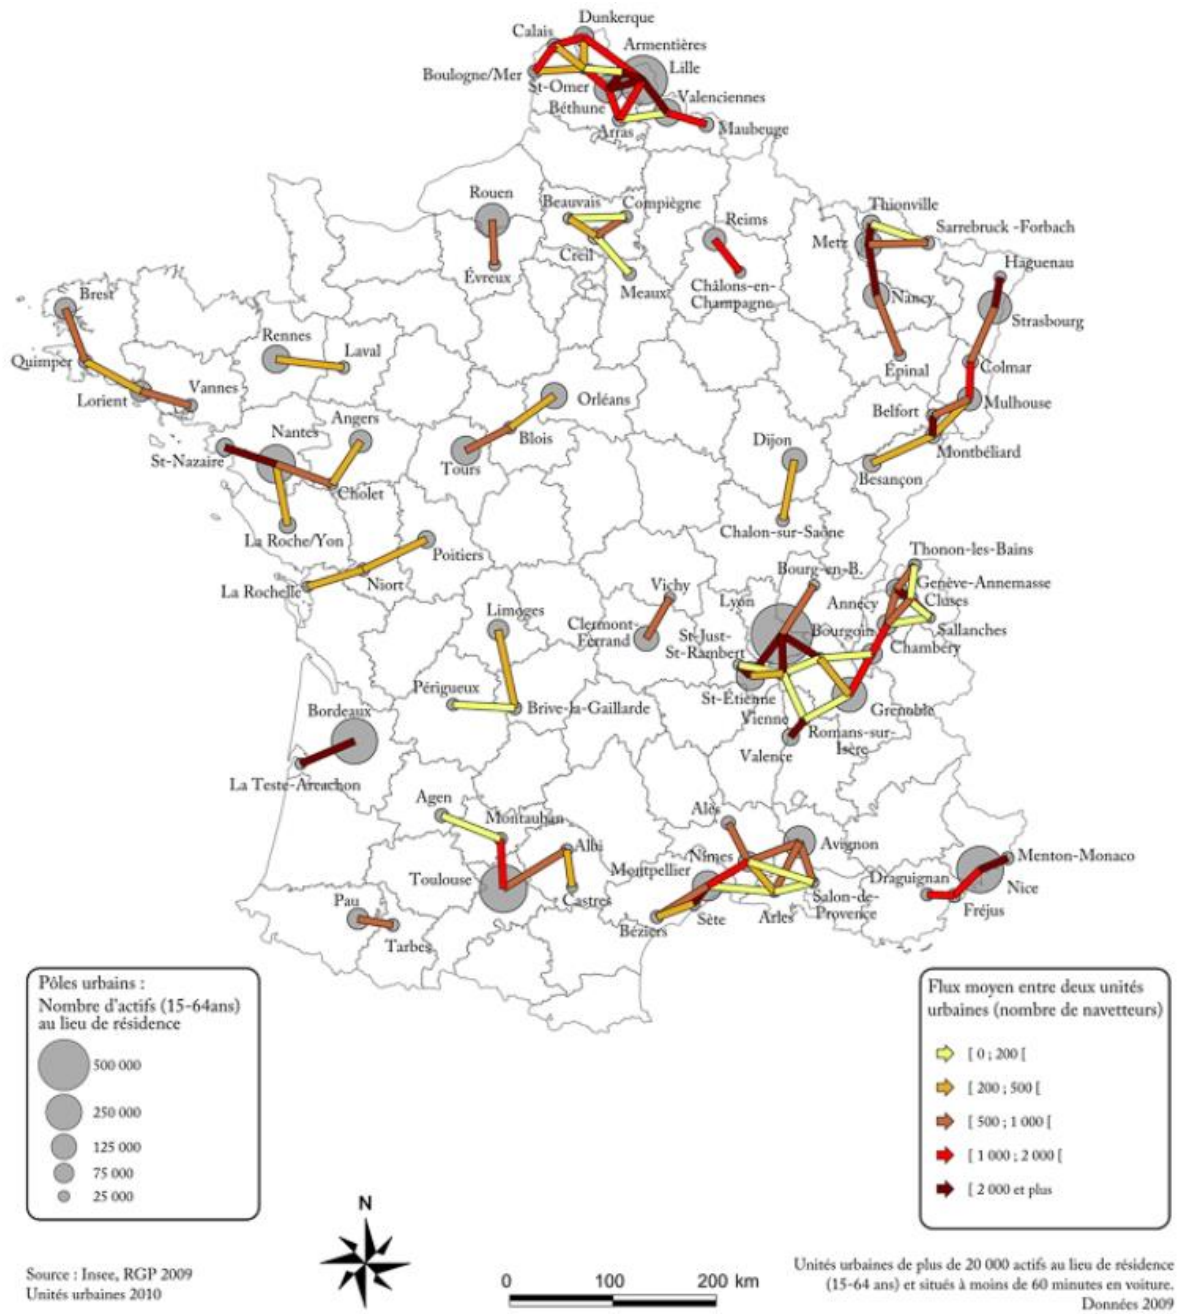 Dunkerque
Calais
Armentières
Boulogne/Mer
Lille
St-Omer
Valenciennes
Béthune
Arras
Maubeuge
Rouen
Beauvais
Compiègne
Reims
Thionville
Metz
Sarrebruck -Forbach
Creil
Évreux
Meaux
Châlons-en-
Champagne
Haguenau
Nancy
Strasbourg
Brest
Rennes
Laval
Quimper
Épinal
Colmar
Lorient
Vannes
Orléans
Belfort
Mulhouse
Angers
Nantes
Blois
Dijon
St-Nazaire
Tours
Montbéliard
Cholet
Besançon
La Roche/Yon
Chalon-sur-Saône
Poitiers
Thonon-les-Bains
La Rochelle
Niort
Vichy
Bourg-en-B.
Genève-Annemasse
Lyon
Annecy
Cluses
Limoges
Clermont-
Ferrand
St-Just-
St-Rambert
Bourgoin
Sallanches
Chambéry
Périgueux
St-Étienne
Brive-la-Gaillarde
Grenoble
Bordeaux
Vienne
Romans-sur-
Isère
Valence
La Teste-Arcachon
Agen
Montauban
Alès
Albi
Nîmes
Avignon
Menton-Monaco
Montpellier
Toulouse
Draguignan
Nice
Castres
Salon-de-
Provence
Pau
Sète
Arles
Fréjus
Béziers
Tarbes
Pôles urbains :
Nombre d'actifs (15-64ans)
au lieu de résidence
500 000
250 000
125 000
75 000
25 000
Flux moyen entre deux unités
urbaines (nombre de navetteurs)
[ 0 ; 200 [
[ 200 ; 500 [
[ 500 ; 1 000 [
[ 1 000 ; 2 000 [
[ 2 000 et plus
N
Source : Insee, RGP 2009
Unités urbaines 2010
0 100 200 km
Unités urbaines de plus de 20 000 actifs au lieu de résidence
(15-64 ans) et situés à moins de 60 minutes en voiture.
Données 2009